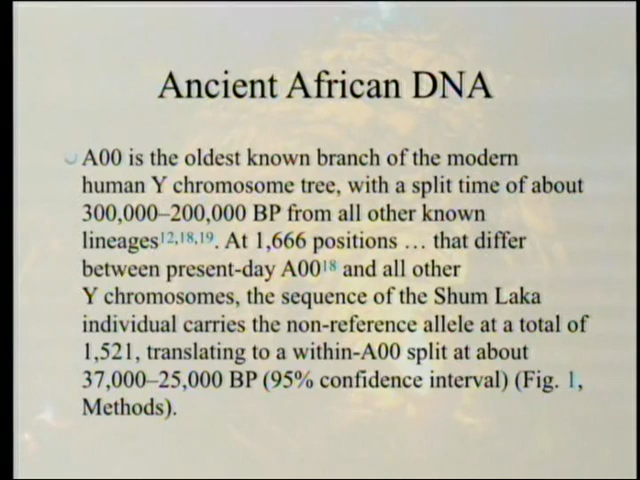 Ancient African DNA
A00 is the oldest known branch of the modern
human Y chromosome tree, with a split time of about
300,000–200,000 BP from all other known
lineages12,18,19. At 1,666 positions … that differ
between present-day A0018 and all other
Y chromosomes, the sequence of the Shum Laka
individual carries the non-reference allele at a total of
1,521, translating to a within-A00 split at about
37,000–25,000 BP (95% confidence interval) (Fig. 1,
Methods).